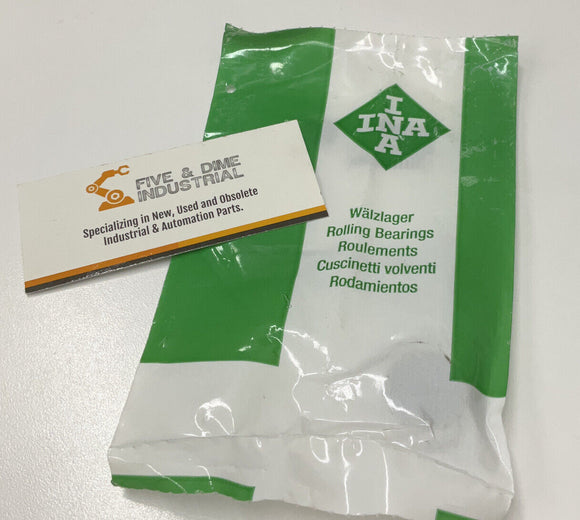 INA
INA
FIVE & DIME
INDUSTRIAL
Specializing in New, Used and Obsolete
Industrial & Automation Parts.
Wälzlager
Rolling Bearings
Roulements
Cuscinetti volventi
Rodamientos